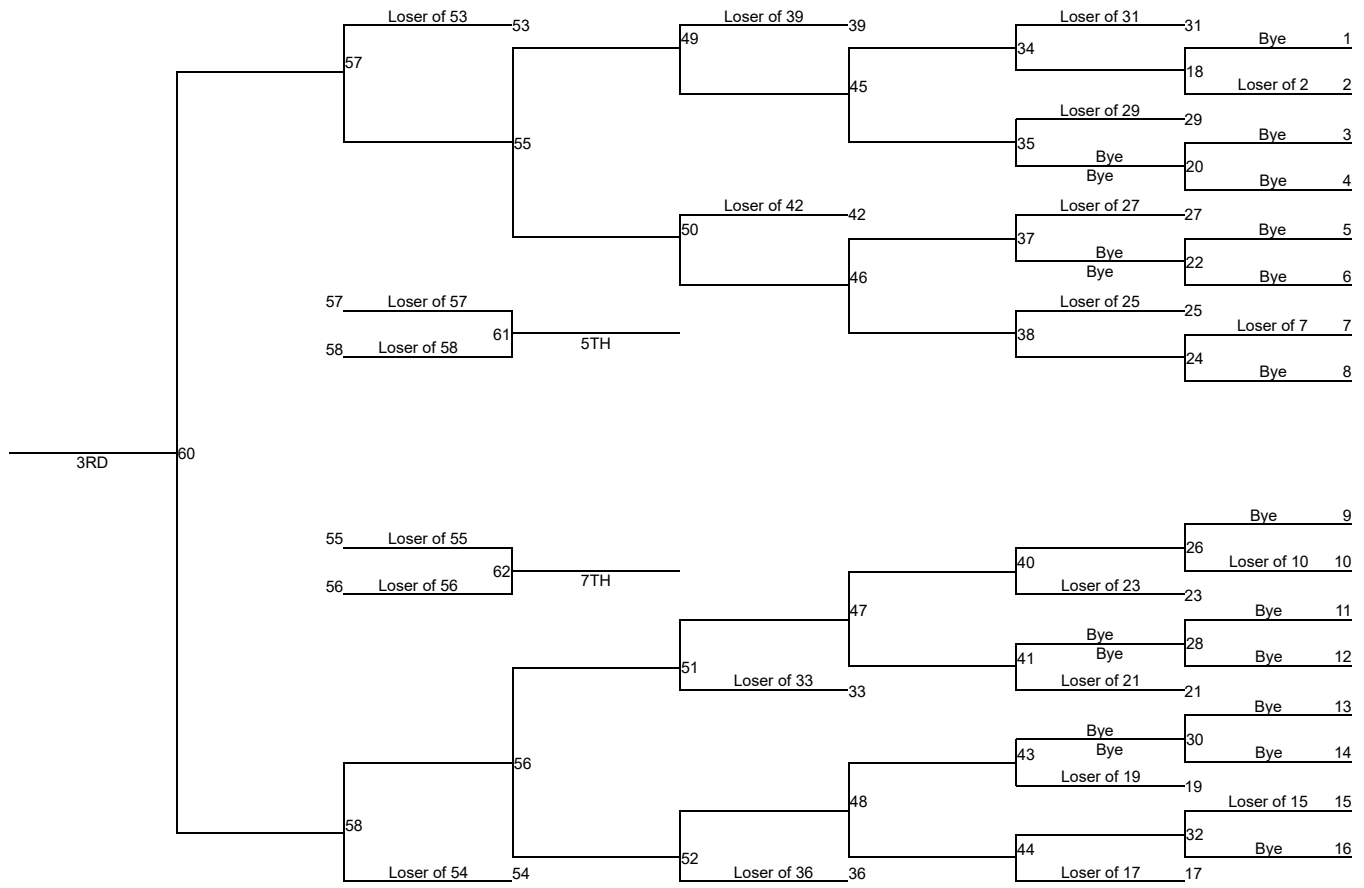 Loser of 53 53 Loser of 39 39 Loser of 31 31
Bye 1
49
34
57
18
Loser of 2 2
45
Loser of 29 29
Bye 3
55
35
Bye
20
Bye
Bye 4
Loser of 42 42 Loser of 27 27
50
Bye 5
37
Bye
22
Bye
Bye 6
46
57 Loser of 57
Loser of 25 25
Loser of 7 7
61
5TH
38
58 Loser of 58
24
Bye 8
60
3RD
Bye 9
55 Loser of 55
26
40
Loser of 10 10
62
7TH
56 Loser of 56
Loser of 23 23
47
Bye 11
Bye
28
41
Bye
Bye 12
51
Loser of 33 33
Loser of 21 21
Bye 13
Bye
30
43
Bye
Bye 14
56
Loser of 19 19
48
Loser of 15 15
58
32
44
Bye 16
52
Loser of 54 54 Loser of 36 36 Loser of 17 17